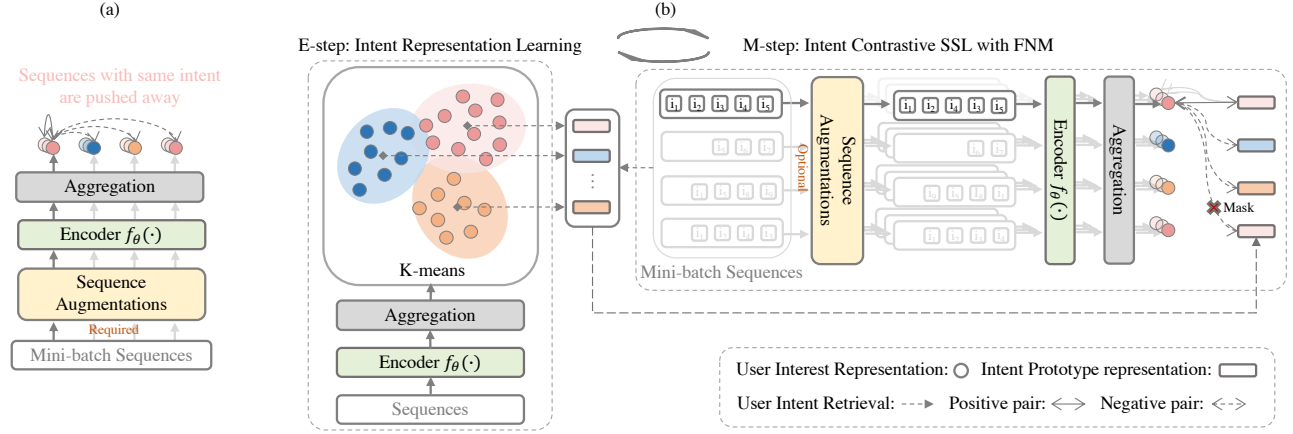 (a)
Sequences with same intent
are pushed away
Aggregation
Encoder f_θ(·)
Sequence
Augmentations
Required
Mini-batch Sequences
(b)
E-step: Intent Representation Learning
M-step: Intent Contrastive SSL with FNM
K-means
Aggregation
Encoder f_θ(·)
Sequences
⋮
i₁ i₂ i₃ i₄ i₅
Mini-batch Sequences
Optional
Sequence
Augmentations
i₁ i₂ i₄ i₃ i₅
Encoder f_θ(·)
Aggregation
Mask
User Interest Representation:
Intent Prototype representation:
User Intent Retrieval:
Positive pair:
Negative pair: